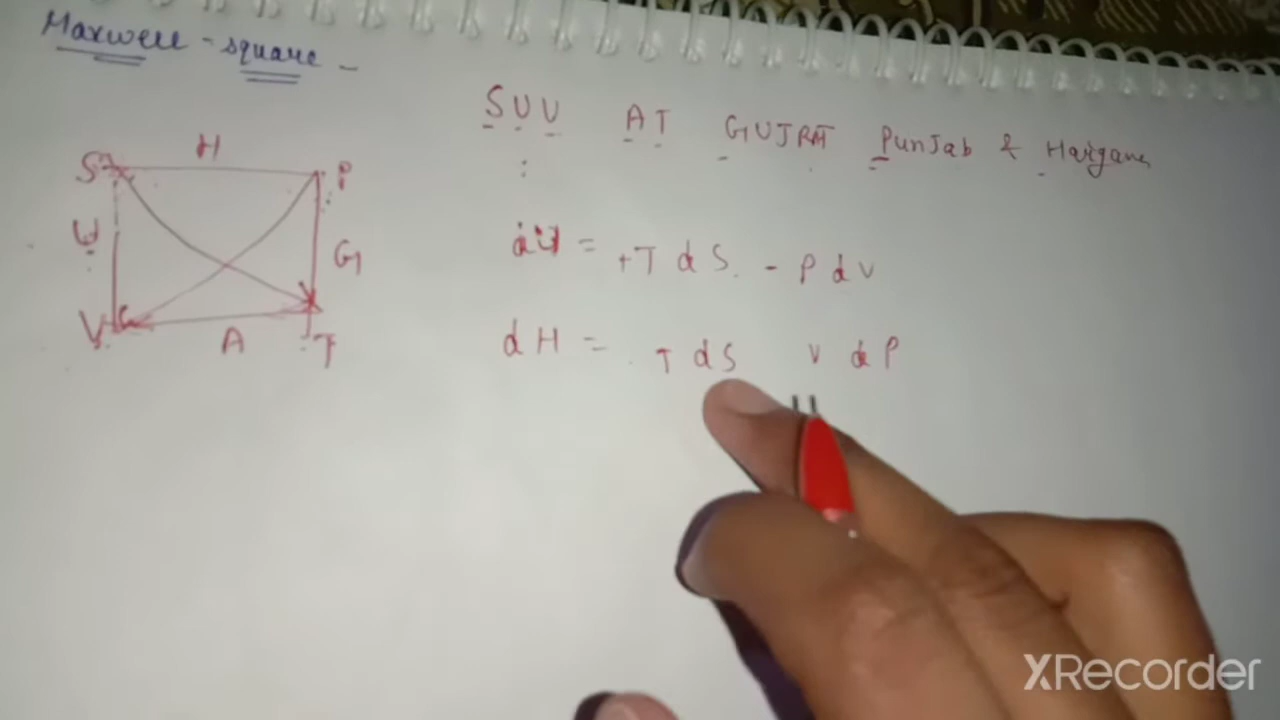 Maxwell - square -
SUV AT GUJRAT Punjab & Haryana
H
S P
U G
V T
A
dU = +T dS - P dV
dH = T dS V dP
XRecorder